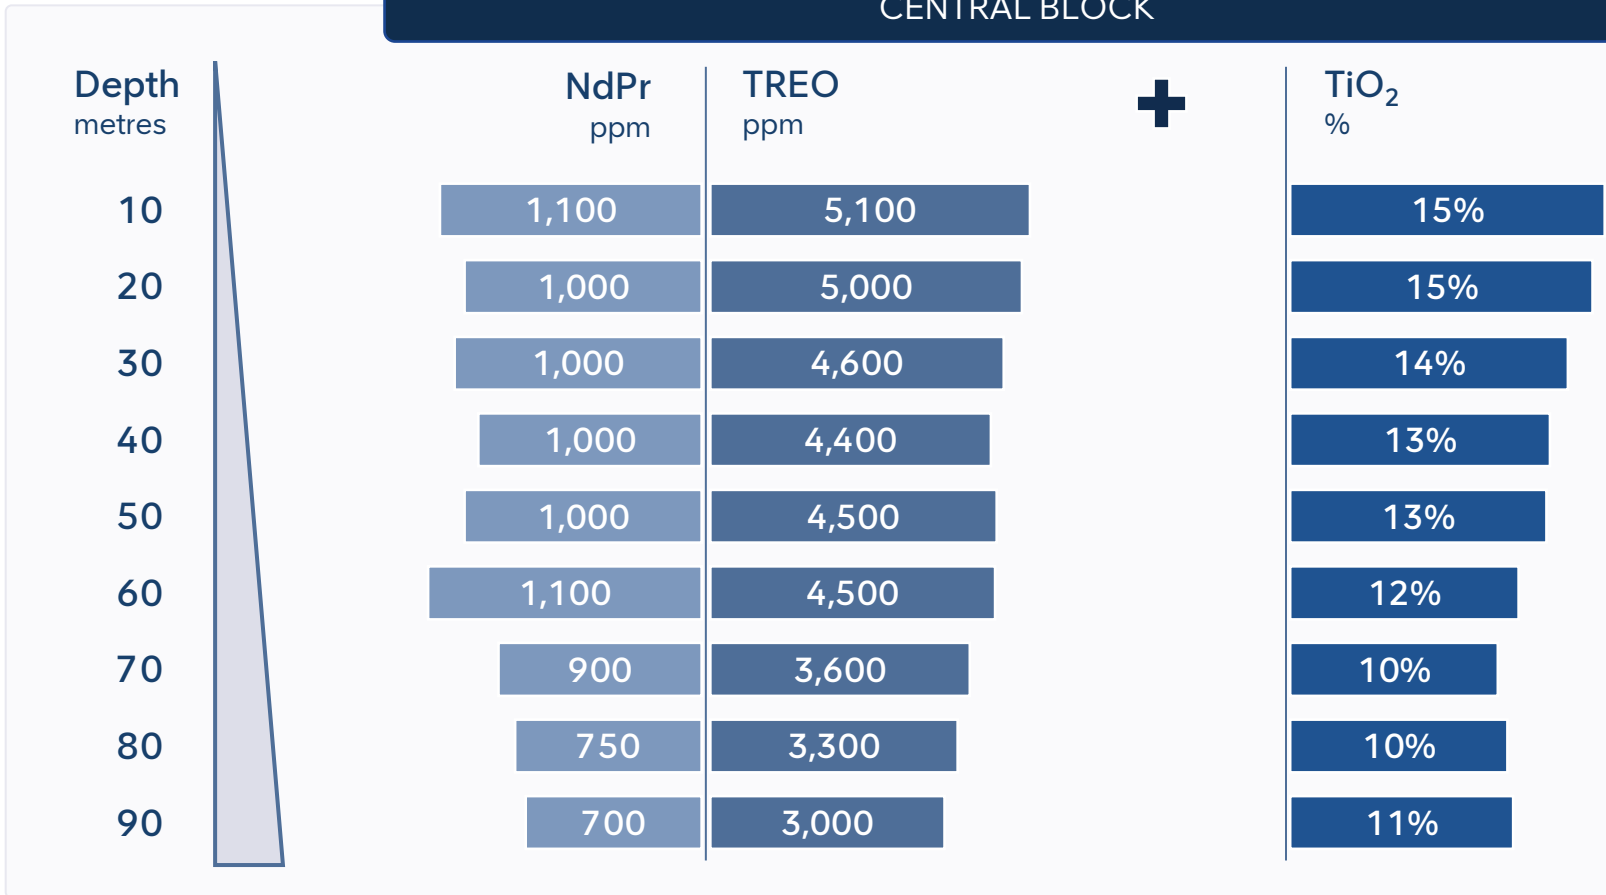 CENTRAL BLOCK
Depth NdPr TREO TiO₂
metres ppm ppm %
10 1,100 5,100 15%
20 1,000 5,000 15%
30 1,000 4,600 14%
40 1,000 4,400 13%
50 1,000 4,500 13%
60 1,100 4,500 12%
70 900 3,600 10%
80 750 3,300 10%
90 700 3,000 11%